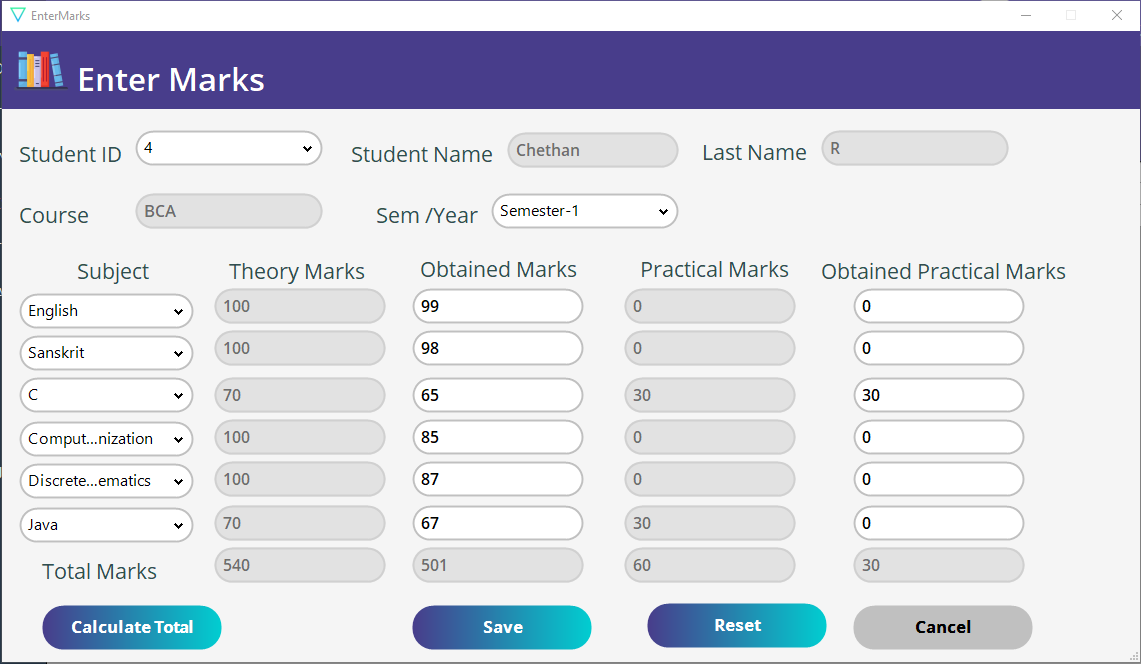 EnterMarks
Enter Marks
Student ID 4 Student Name Chethan Last Name R
Course BCA Sem /Year Semester-1
Subject Theory Marks Obtained Marks Practical Marks Obtained Practical Marks
English 100 99 0 0
Sanskrit 100 98 0 0
C 70 65 30 30
Comput...nization 100 85 0 0
Discrete...ematics 100 87 0 0
Java 70 67 30 0
Total Marks 540 501 60 30
Calculate Total Save Reset Cancel